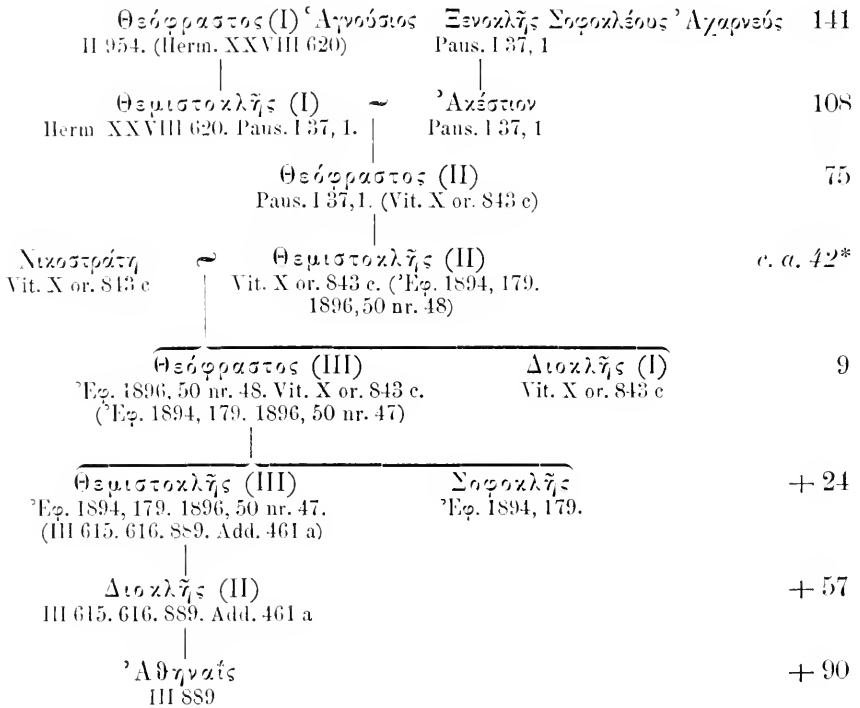 Θεόφραστος (I) Ἁγνούσιος Ξενοκλῆς Σοφοκλέους Ἀχαρνεύς 141
II 954. (Herm. XXVIII 620) Paus. I 37, 1
Θεμιστοκλῆς (I) ~ Ἀκέστιον 108
Herm XXVIII 620. Paus. I 37, 1. Paus. I 37, 1
Θεόφραστος (II) 75
Paus. I 37,1. (Vit. X or. 843 c)
Νικοστράτη ~ Θεμιστοκλῆς (II) c. a. 42*
Vit. X or. 843 c Vit. X or. 843 c. (Ἐφ. 1894, 179.
1896, 50 nr. 48)
Θεόφραστος (III) Διοκλῆς (I) 9
Ἐφ. 1896, 50 nr. 48. Vit. X or. 843 c. Vit. X or. 843 c
(Ἐφ. 1894, 179. 1896, 50 nr. 47)
Θεμιστοκλῆς (III) Σοφοκλῆς + 24
Ἐφ. 1894, 179. 1896, 50 nr. 47. Ἐφ. 1894, 179.
(III 615. 616. 889. Add. 461 a)
Διοκλῆς (II) + 57
III 615. 616. 889. Add. 461 a
Ἀθηναΐς + 90
III 889